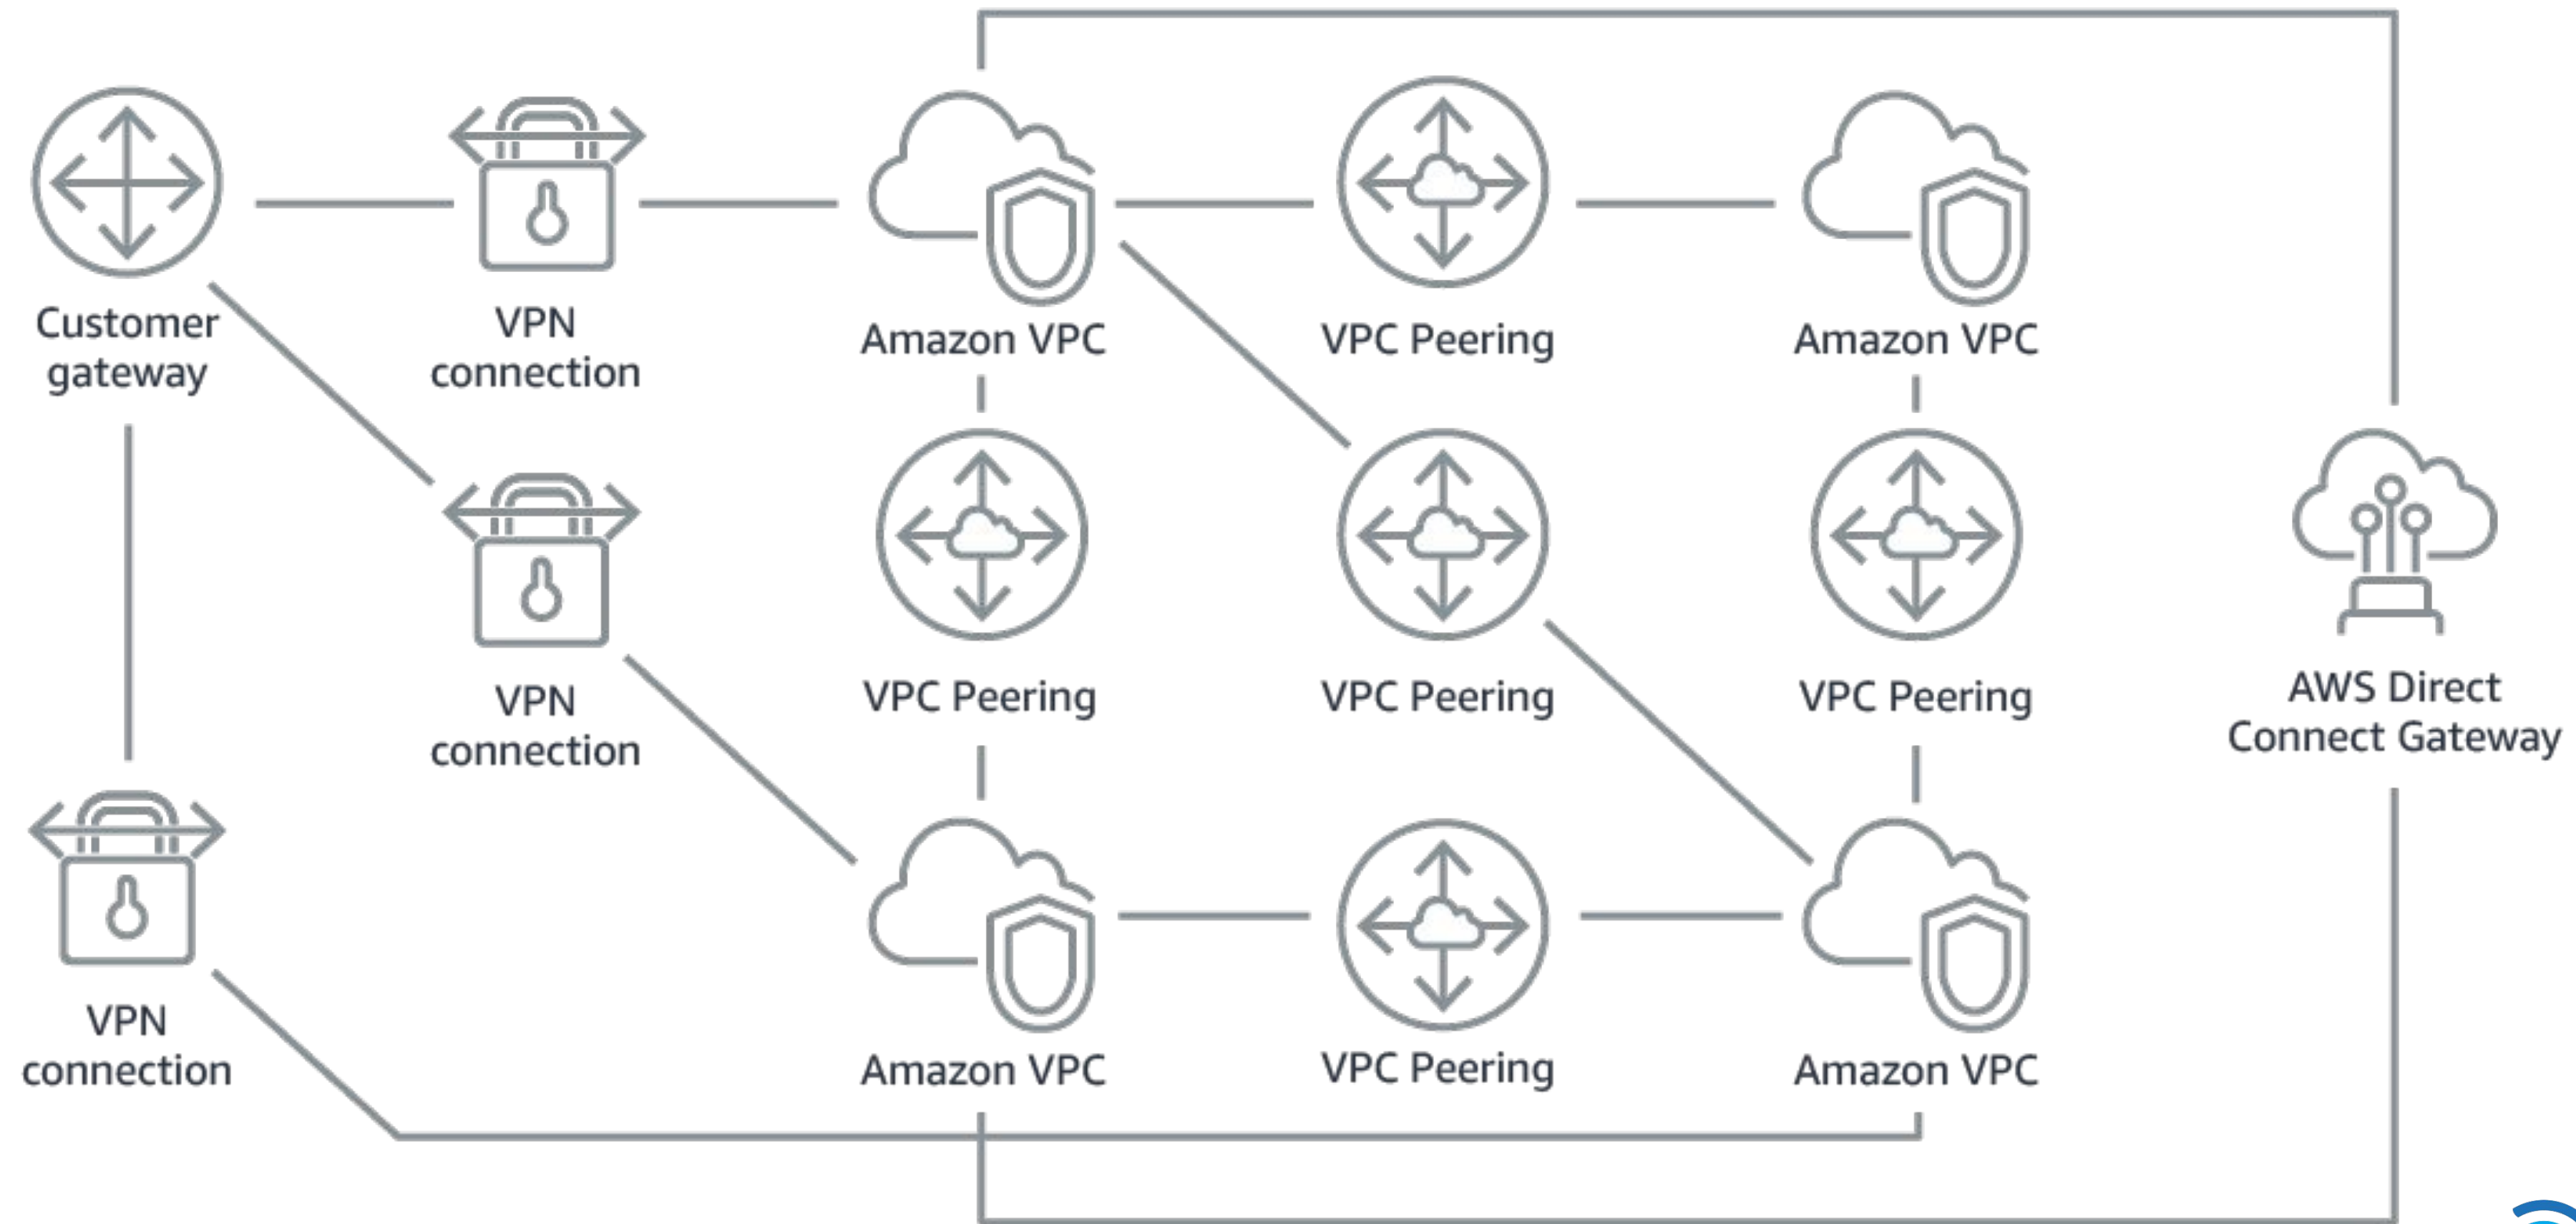 Customer
gateway
VPN
connection
Amazon VPC
VPC Peering
Amazon VPC
VPN
connection
VPC Peering
VPC Peering
VPC Peering
AWS Direct
Connect Gateway
VPN
connection
Amazon VPC
VPC Peering
Amazon VPC